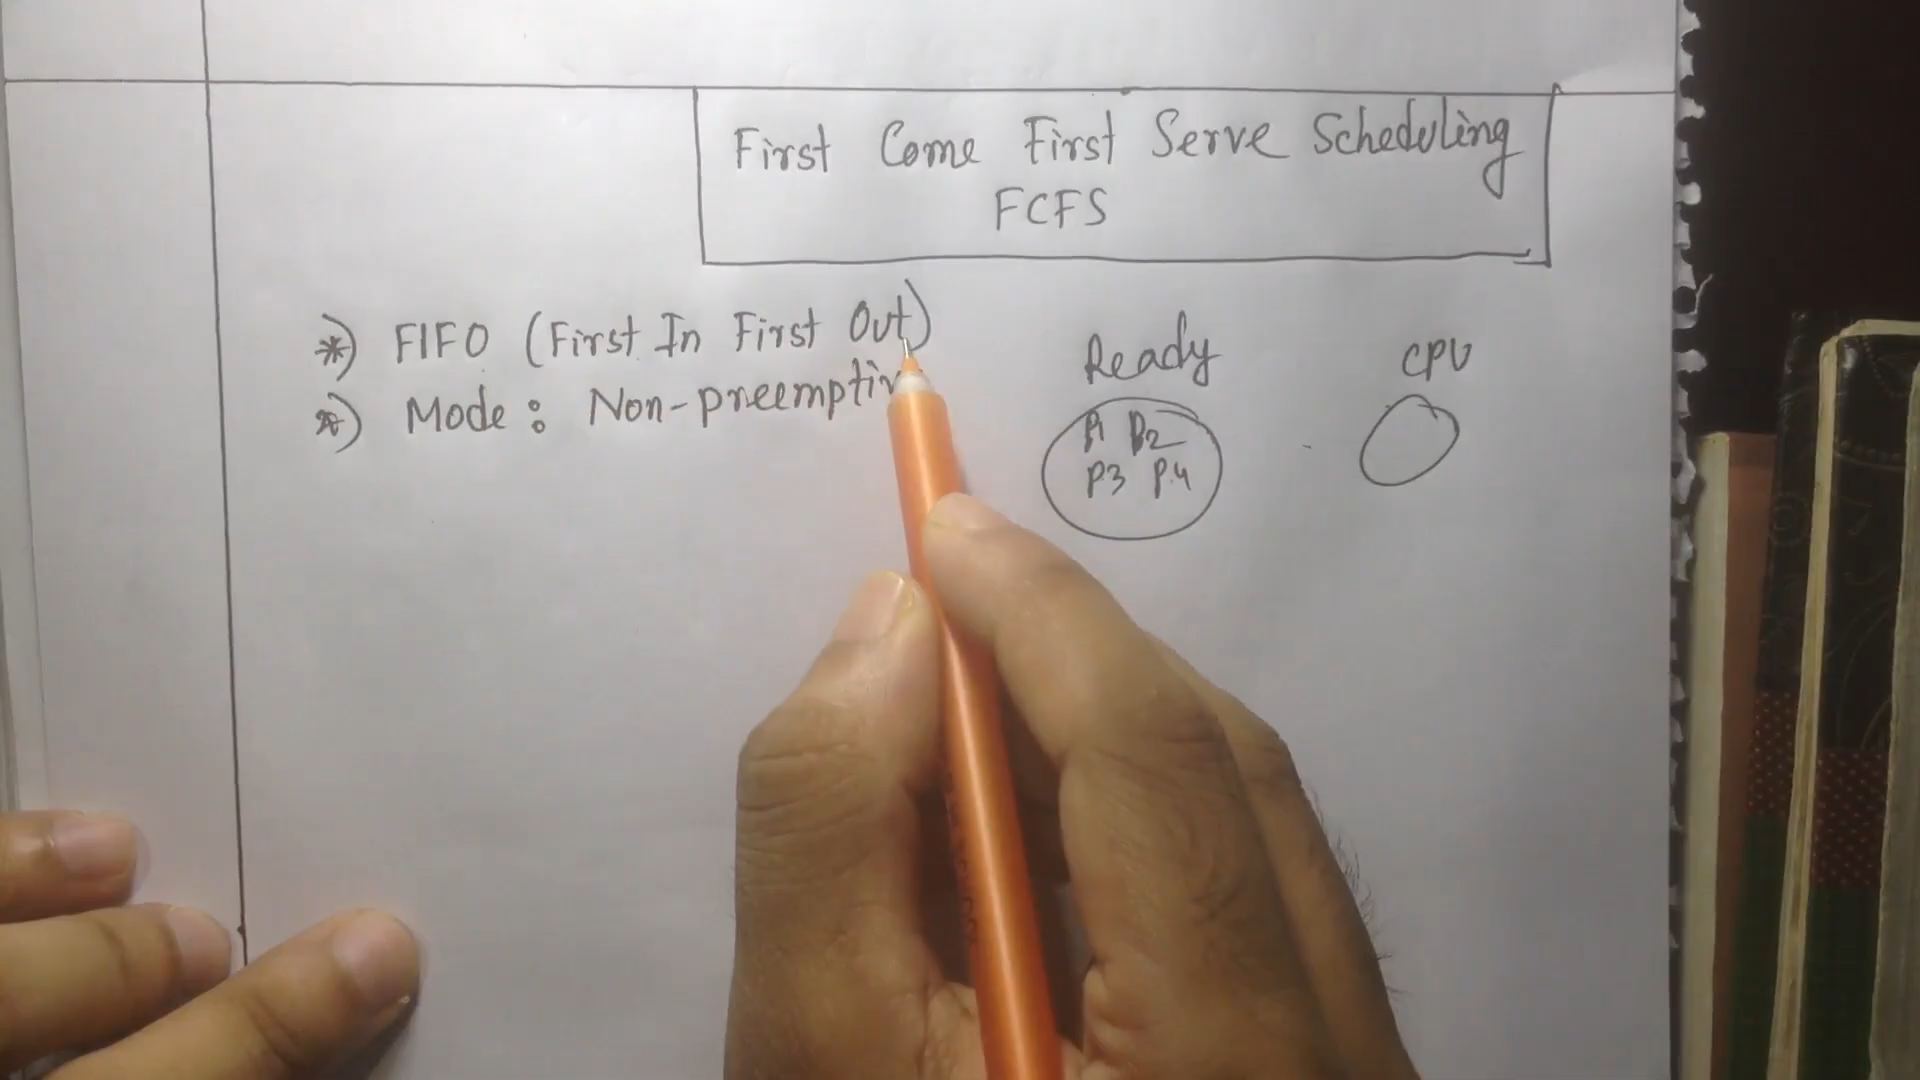 First Come First Serve Scheduling
FCFS
*) FIFO (First In First Out)
*) Mode : Non-preemptiv
Ready
CPU
P1 P2
P3 P4